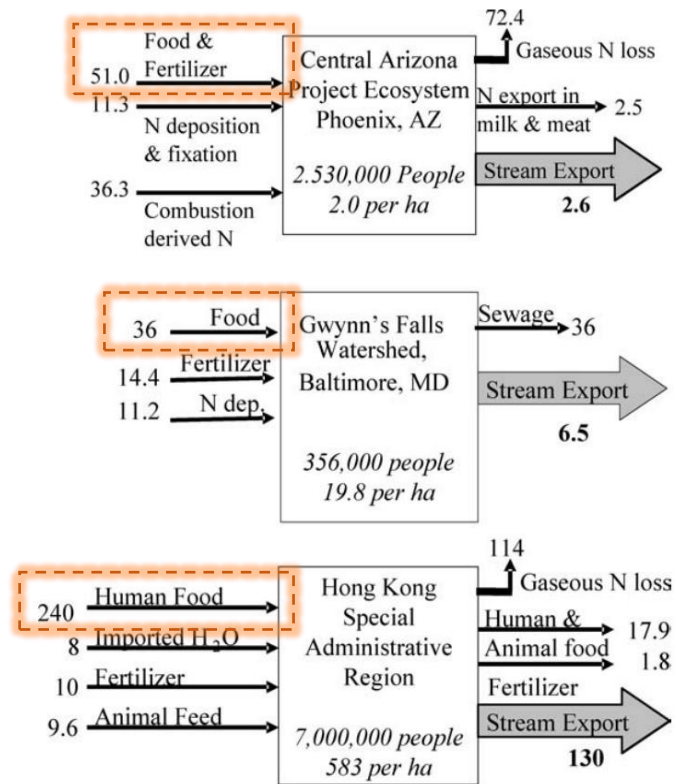 72.4
Food &
Fertilizer
51.0
Central Arizona
Project Ecosystem
Phoenix, AZ
Gaseous N loss
11.3
N deposition
& fixation
N export in
milk & meat
2.5
2.530,000 People
2.0 per ha
Stream Export
2.6
36.3
Combustion
derived N
36
Food
Gwynn's Falls
Watershed,
Baltimore, MD
Sewage
36
Fertilizer
14.4
11.2
N dep.
Stream Export
6.5
356,000 people
19.8 per ha
114
Human Food
240
Hong Kong
Special
Administrative
Region
Gaseous N loss
8
Imported H2O
Human &
Animal food
17.9
1.8
10
Fertilizer
Fertilizer
9.6
Animal Feed
7,000,000 people
583 per ha
Stream Export
130